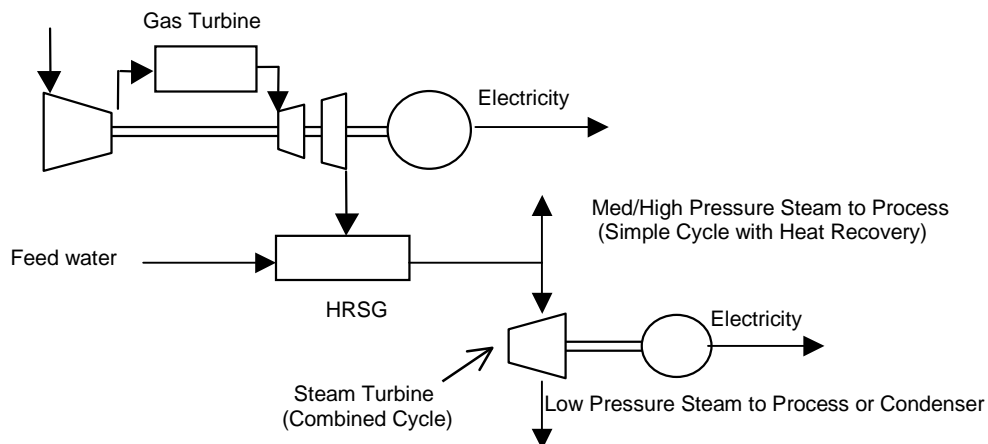 Gas Turbine
Electricity
Med/High Pressure Steam to Process
(Simple Cycle with Heat Recovery)
Feed water
HRSG
Electricity
Steam Turbine
(Combined Cycle)
Low Pressure Steam to Process or Condenser